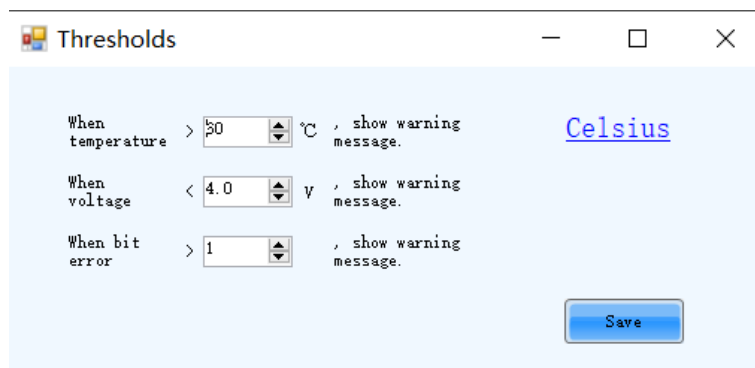 Thresholds
When temperature > 60 ℃ , show warning message.
Celsius
When voltage < 4.0 V , show warning message.
When bit error > 1 , show warning message.
Save